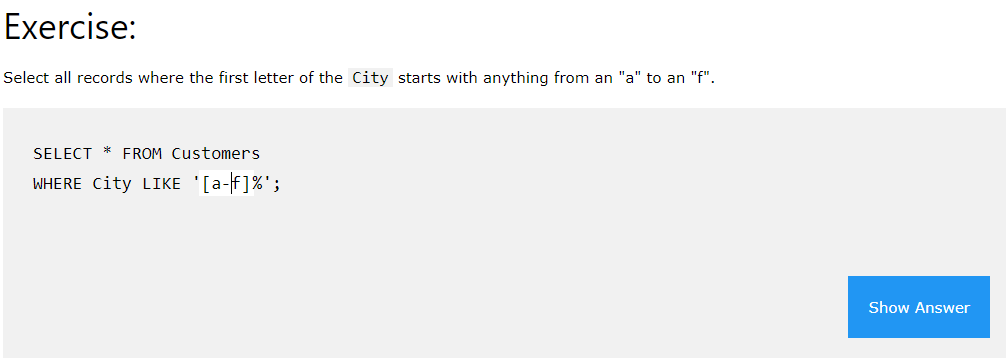 Exercise:
Select all records where the first letter of the City starts with anything from an "a" to an "f".
SELECT * FROM Customers
WHERE City LIKE '[a-f]%';
Show Answer